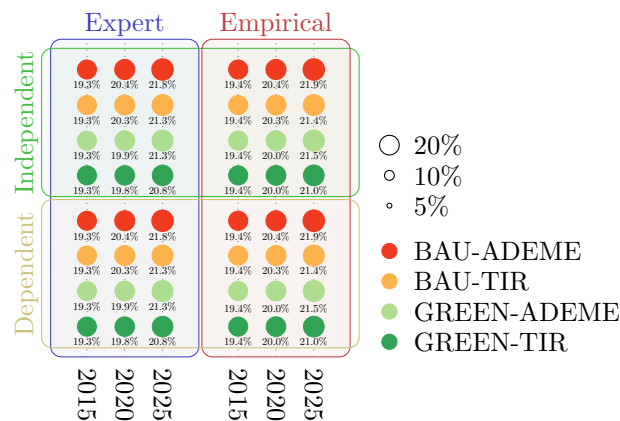 Expert Empirical
Independent
19.3% 20.4% 21.8% 19.4% 20.4% 21.9%
19.3% 20.3% 21.3% 19.4% 20.3% 21.4%
19.3% 19.9% 21.3% 19.4% 20.0% 21.5%
19.3% 19.8% 20.8% 19.4% 20.0% 21.0%
Dependent
19.3% 20.4% 21.8% 19.4% 20.4% 21.9%
19.3% 20.3% 21.3% 19.4% 20.3% 21.4%
19.3% 19.9% 21.3% 19.4% 20.0% 21.5%
19.3% 19.8% 20.8% 19.4% 20.0% 21.0%
2015 2020 2025 2015 2020 2025
20%
10%
5%
BAU-ADEME
BAU-TIR
GREEN-ADEME
GREEN-TIR